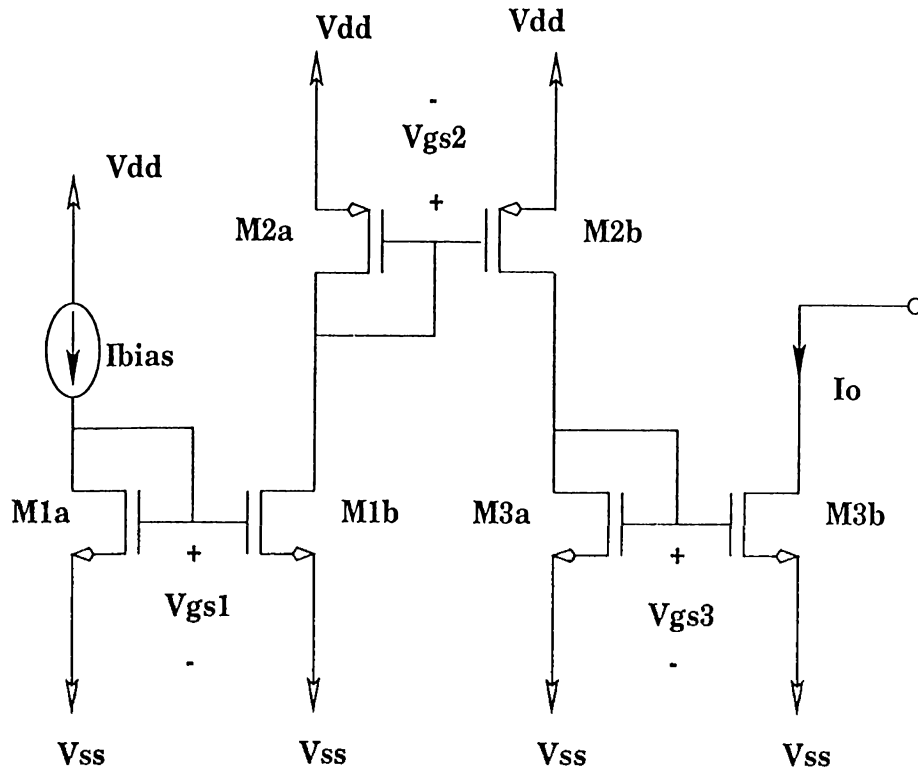 Vdd
Vdd
-
Vgs2
+
Vdd
M2a
M2b
Ibias
Io
M1a
M1b
M3a
M3b
+
Vgs1
-
+
Vgs3
-
Vss
Vss
Vss
Vss